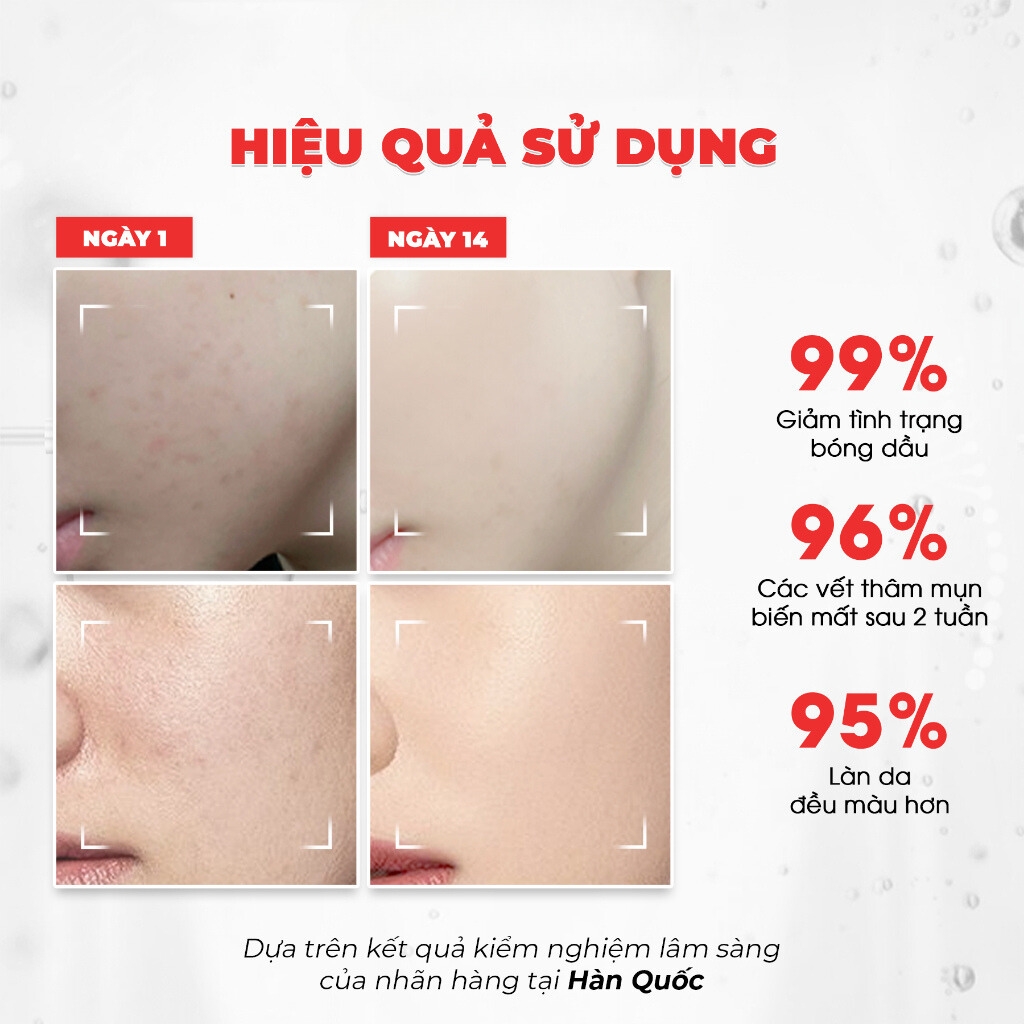 HIỆU QUẢ SỬ DỤNG
NGÀY 1
NGÀY 14
99%
Giảm tình trạng
bóng dầu
96%
Các vết thâm mụn
biến mất sau 2 tuần
95%
Làn da
đều màu hơn
Dựa trên kết quả kiểm nghiệm lâm sàng
của nhãn hàng tại Hàn Quốc